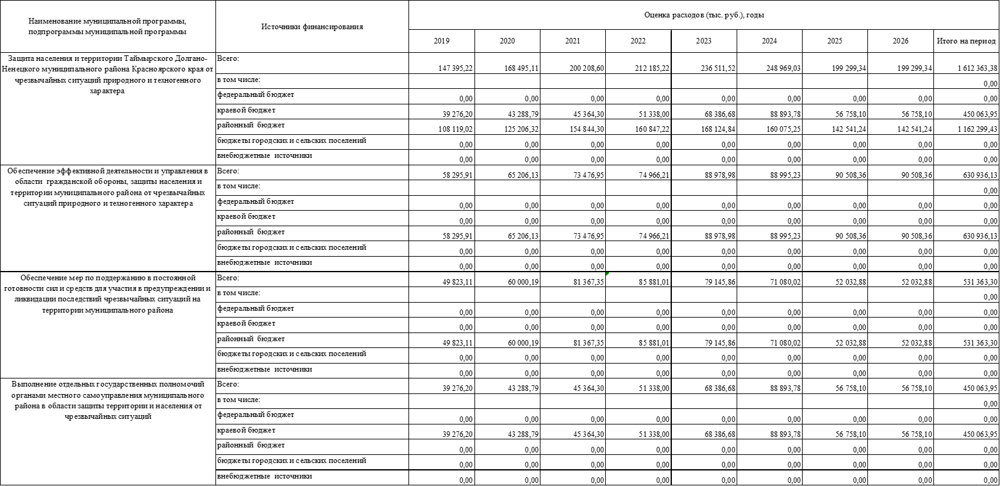 Наименование муниципальной программы, подпрограммы муниципальной программы | Источники финансирования | Оценка расходов (тыс. руб.), годы
2019 | 2020 | 2021 | 2022 | 2023 | 2024 | 2025 | 2026 | Итого на период
Защита населения и территории Таймырского Долгано-
Ненецкого муниципального района Красноярского края от
чрезвычайных ситуаций природного и техногенного
характера
Всего: 147 395,22 168 495,11 200 208,60 212 185,22 236 511,52 248 969,03 199 299,34 199 299,34 1 612 363,38
в том числе: 0,00
федеральный бюджет 0,00 0,00 0,00 0,00 0,00 0,00 0,00 0,00 0,00
краевой бюджет 39 276,20 43 288,79 45 364,30 51 338,00 68 386,68 88 893,78 56 758,10 56 758,10 450 063,95
районный бюджет 108 119,02 125 206,32 154 844,30 160 847,22 168 124,84 160 075,25 142 541,24 142 541,24 1 162 299,43
бюджеты городских и сельских поселений 0,00 0,00 0,00 0,00 0,00 0,00 0,00 0,00 0,00
внебюджетные источники 0,00 0,00 0,00 0,00 0,00 0,00 0,00 0,00 0,00
Обеспечение эффективной деятельности и управления в
области гражданской обороны, защиты населения и
территории муниципального района от чрезвычайных
ситуаций природного и техногенного характера
Всего: 58 295,91 65 206,13 73 476,95 74 966,21 88 978,98 88 995,23 90 508,36 90 508,36 630 936,13
в том числе: 0,00
федеральный бюджет 0,00 0,00 0,00 0,00 0,00 0,00 0,00 0,00 0,00
краевой бюджет 0,00 0,00 0,00 0,00 0,00 0,00 0,00 0,00 0,00
районный бюджет 58 295,91 65 206,13 73 476,95 74 966,21 88 978,98 88 995,23 90 508,36 90 508,36 630 936,13
бюджеты городских и сельских поселений 0,00 0,00 0,00 0,00 0,00 0,00 0,00 0,00 0,00
внебюджетные источники 0,00 0,00 0,00 0,00 0,00 0,00 0,00 0,00 0,00
Обеспечение мер по поддержанию в постоянной
готовности сил и средств для участия в предупреждении и
ликвидации последствий чрезвычайных ситуаций на
территории муниципального района
Всего: 49 823,11 60 000,19 81 367,35 85 881,01 79 145,86 71 080,02 52 032,88 52 032,88 531 363,30
в том числе: 0,00
федеральный бюджет 0,00 0,00 0,00 0,00 0,00 0,00 0,00 0,00 0,00
краевой бюджет 0,00 0,00 0,00 0,00 0,00 0,00 0,00 0,00 0,00
районный бюджет 49 823,11 60 000,19 81 367,35 85 881,01 79 145,86 71 080,02 52 032,88 52 032,88 531 363,30
бюджеты городских и сельских поселений 0,00 0,00 0,00 0,00 0,00 0,00 0,00 0,00 0,00
внебюджетные источники 0,00 0,00 0,00 0,00 0,00 0,00 0,00 0,00 0,00
Выполнение отдельных государственных полномочий
органами местного самоуправления муниципального
района в области защиты территории и населения от
чрезвычайных ситуаций
Всего: 39 276,20 43 288,79 45 364,30 51 338,00 68 386,68 88 893,78 56 758,10 56 758,10 450 063,95
в том числе: 0,00
федеральный бюджет 0,00 0,00 0,00 0,00 0,00 0,00 0,00 0,00 0,00
краевой бюджет 39 276,20 43 288,79 45 364,30 51 338,00 68 386,68 88 893,78 56 758,10 56 758,10 450 063,95
районный бюджет 0,00 0,00 0,00 0,00 0,00 0,00 0,00 0,00 0,00
бюджеты городских и сельских поселений 0,00 0,00 0,00 0,00 0,00 0,00 0,00 0,00 0,00
внебюджетные источники 0,00 0,00 0,00 0,00 0,00 0,00 0,00 0,00 0,00